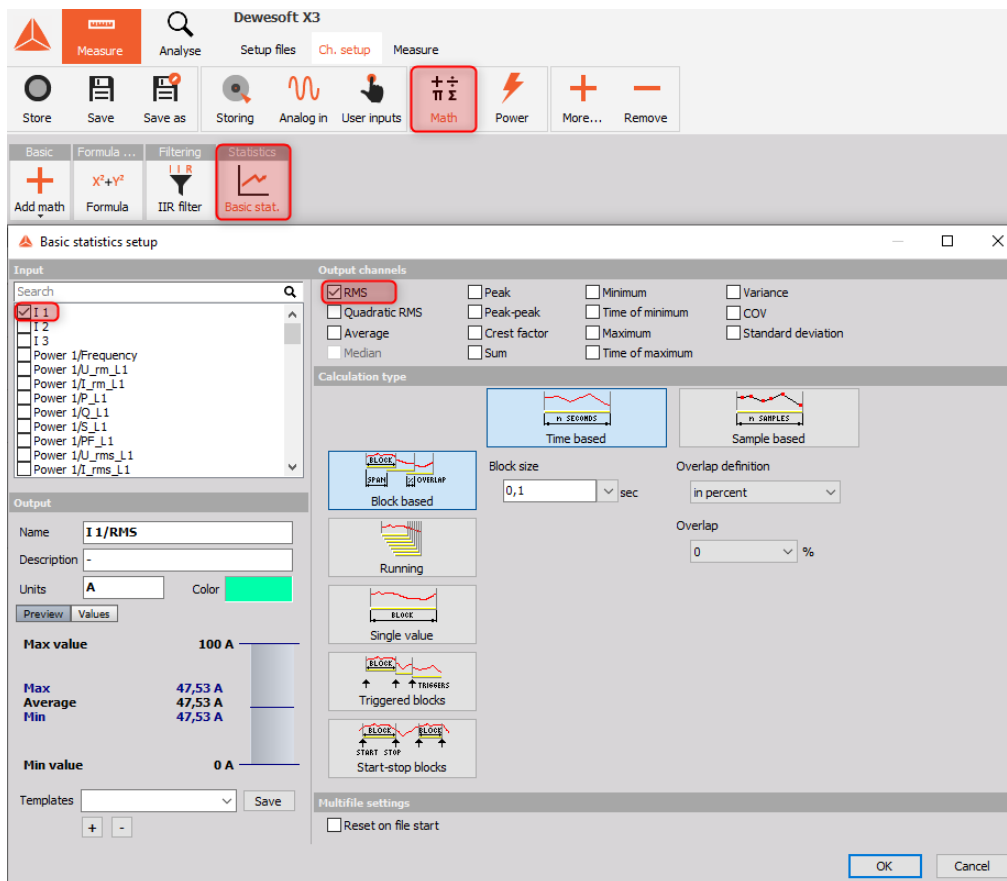 Dewesoft X3
Measure Analyse Setup files Ch. setup Measure
Store Save Save as Storing Analog in User inputs Math Power More... Remove
Basic Formula ... Filtering Statistics
X²+Y² I I R
Add math Formula IIR filter Basic stat.
Basic statistics setup
Input
Search
I 1
I 2
I 3
Power 1/Frequency
Power 1/U_rm_L1
Power 1/I_rm_L1
Power 1/P_L1
Power 1/Q_L1
Power 1/S_L1
Power 1/PF_L1
Power 1/U_rms_L1
Power 1/I_rms_L1
Output
Name I 1/RMS
Description -
Units A Color
Preview Values
Max value 100 A
Max 47,53 A
Average 47,53 A
Min 47,53 A
Min value 0 A
Templates Save
+ -
Output channels
RMS Peak Minimum Variance
Quadratic RMS Peak-peak Time of minimum COV
Average Crest factor Maximum Standard deviation
Median Sum Time of maximum
Calculation type
n SECONDS
Time based
n SAMPLES
Sample based
BLOCK
SPAN % OVERLAP
Block based
Block size
0,1 sec
Overlap definition
in percent
Overlap
0 %
Running
BLOCK
Single value
BLOCK
TRIGGERS
Triggered blocks
BLOCK BLOCK
START STOP
Start-stop blocks
Multifile settings
Reset on file start
OK Cancel